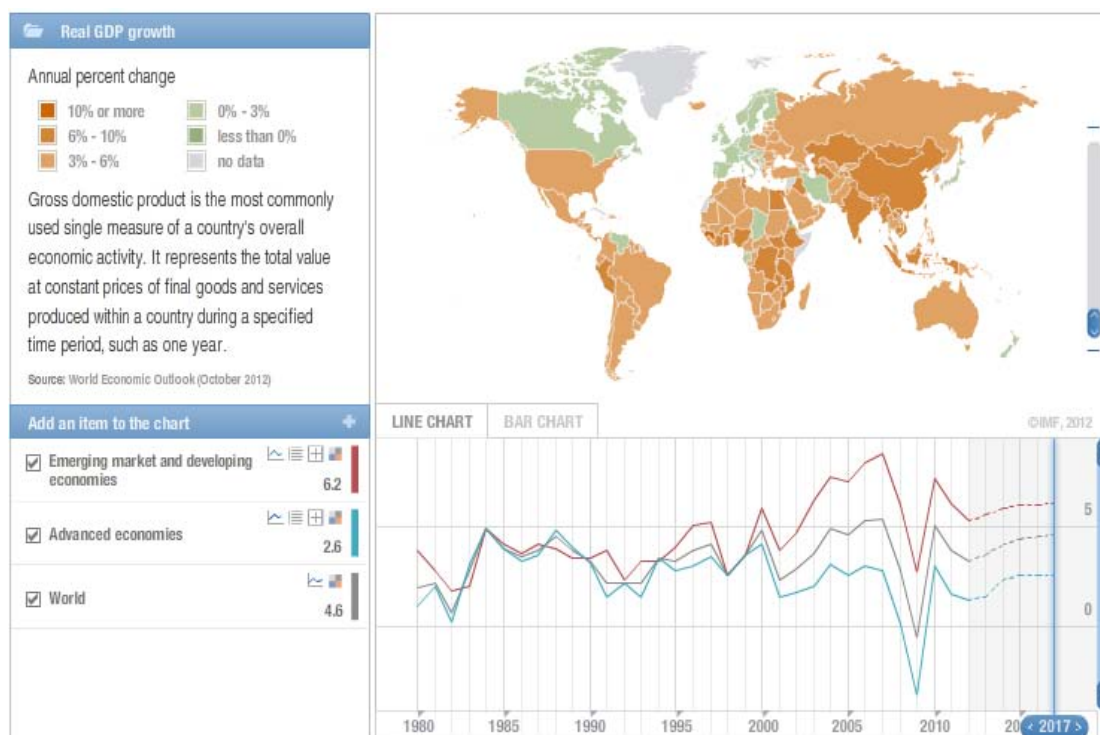 Real GDP growth
Annual percent change
10% or more
0% - 3%
6% - 10%
less than 0%
3% - 6%
no data
Gross domestic product is the most commonly
used single measure of a country's overall
economic activity. It represents the total value
at constant prices of final goods and services
produced within a country during a specified
time period, such as one year.
Source: World Economic Outlook (October 2012)
Add an item to the chart
Emerging market and developing
economies
6.2
Advanced economies
2.6
World
4.6
LINE CHART
BAR CHART
©IMF, 2012
5
0
1980
1985
1990
1995
2000
2005
2010
20
< 2017 >